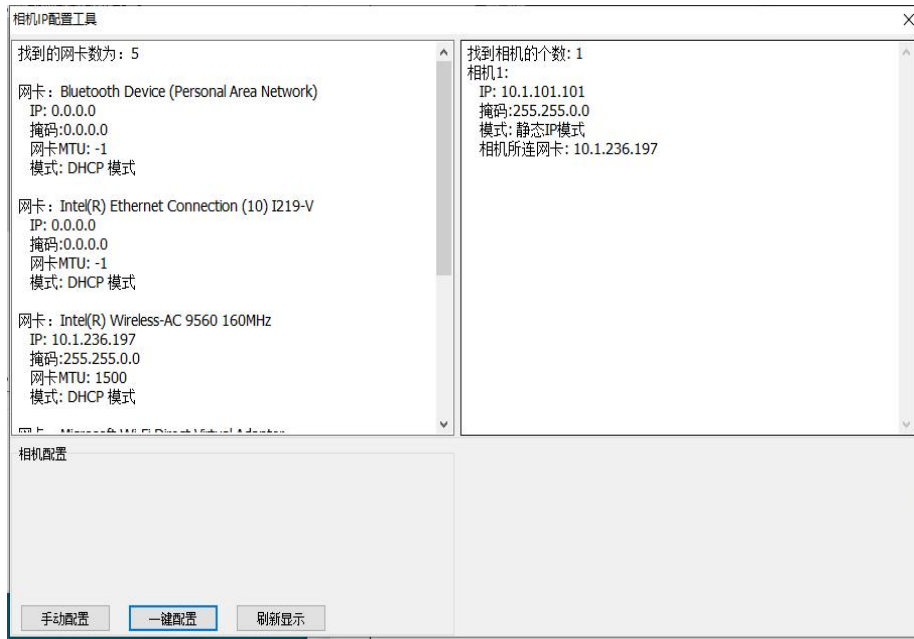 相机IP配置工具
找到的网卡数为：5
网卡：Bluetooth Device (Personal Area Network)
IP: 0.0.0.0
掩码:0.0.0.0
网卡MTU: -1
模式: DHCP 模式
网卡：Intel(R) Ethernet Connection (10) I219-V
IP: 0.0.0.0
掩码:0.0.0.0
网卡MTU: -1
模式: DHCP 模式
网卡：Intel(R) Wireless-AC 9560 160MHz
IP: 10.1.236.197
掩码:255.255.0.0
网卡MTU: 1500
模式: DHCP 模式
网卡：Microsoft Wi-Fi Direct Virtual Adapter
找到相机的个数: 1
相机1:
IP: 10.1.101.101
掩码:255.255.0.0
模式: 静态IP模式
相机所连网卡: 10.1.236.197
相机配置
手动配置
一键配置
刷新显示